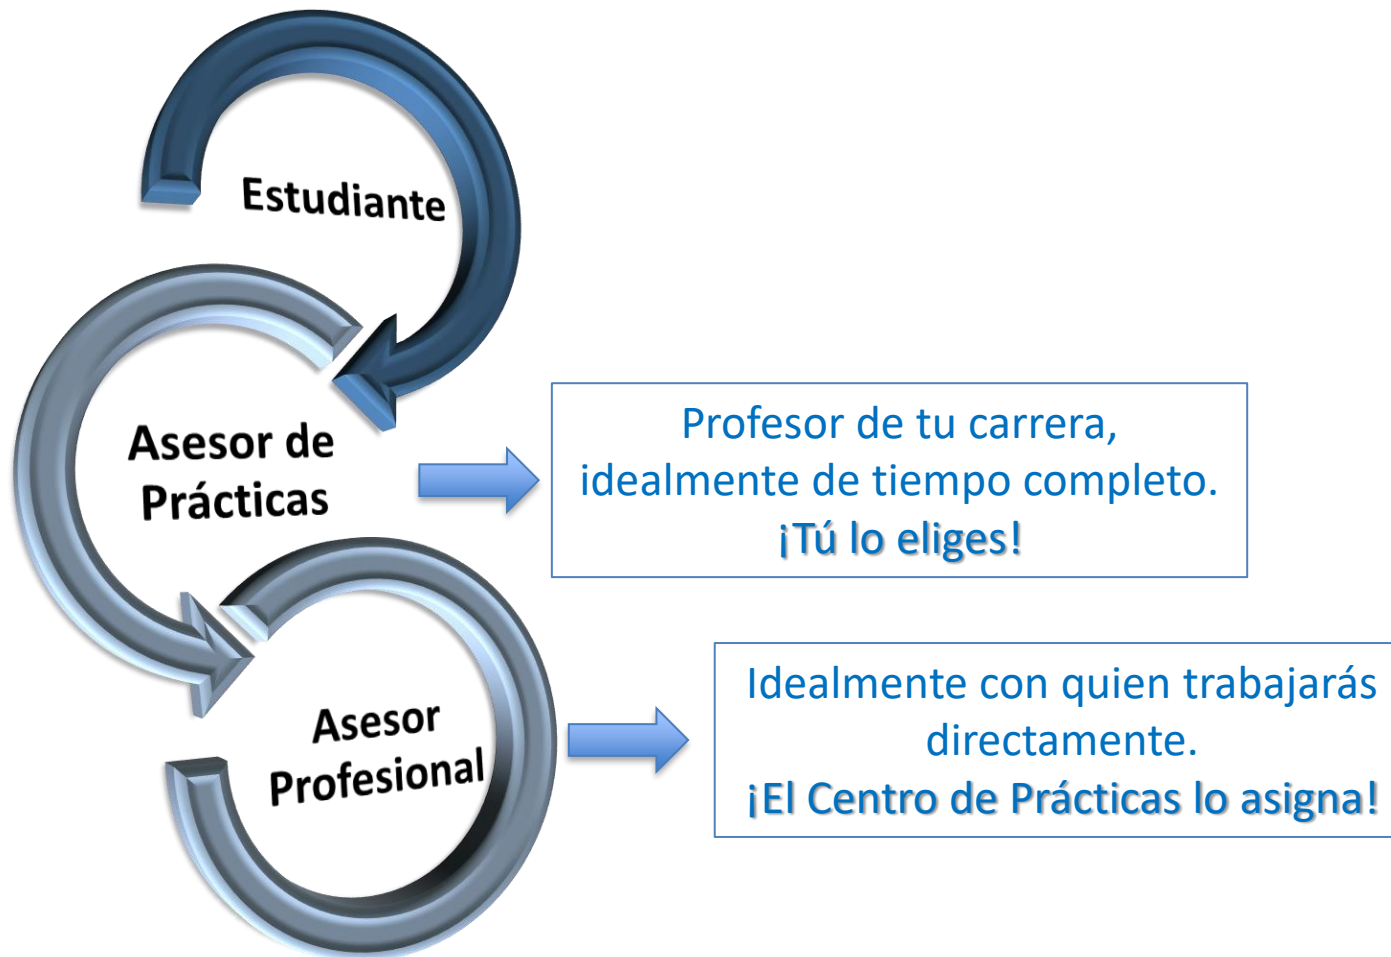 Estudiante
Asesor de
Prácticas
Profesor de tu carrera,
idealmente de tiempo completo.
¡Tú lo eliges!
Asesor
Profesional
Idealmente con quien trabajarás
directamente.
¡El Centro de Prácticas lo asigna!